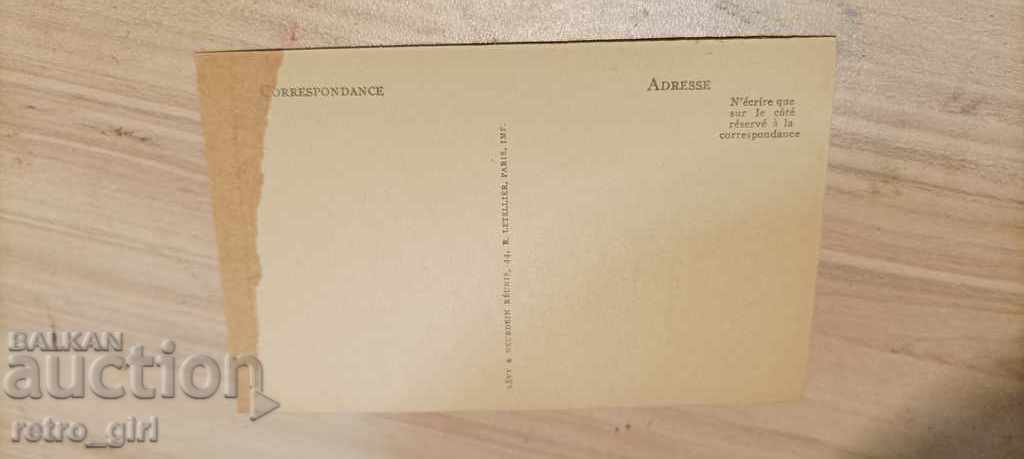 CORRESPONDANCE
ADRESSE
N'écrire que
sur le côté
réservé à la
correspondance
LÉVY & NEURDEIN RÉUNIS, 44, R. LETELLIER, PARIS, IMP.
BALKAN
auction
retro_girl